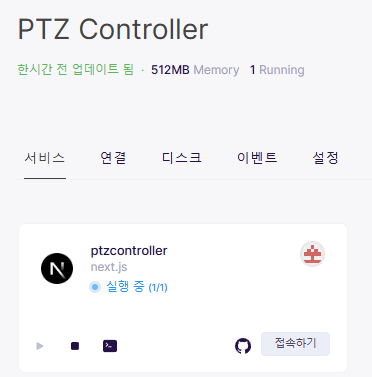 PTZ Controller
한시간 전 업데이트 됨 · 512MB Memory 1 Running
서비스 연결 디스크 이벤트 설정
ptzcontroller
next.js
실행 중 (1/1)
접속하기